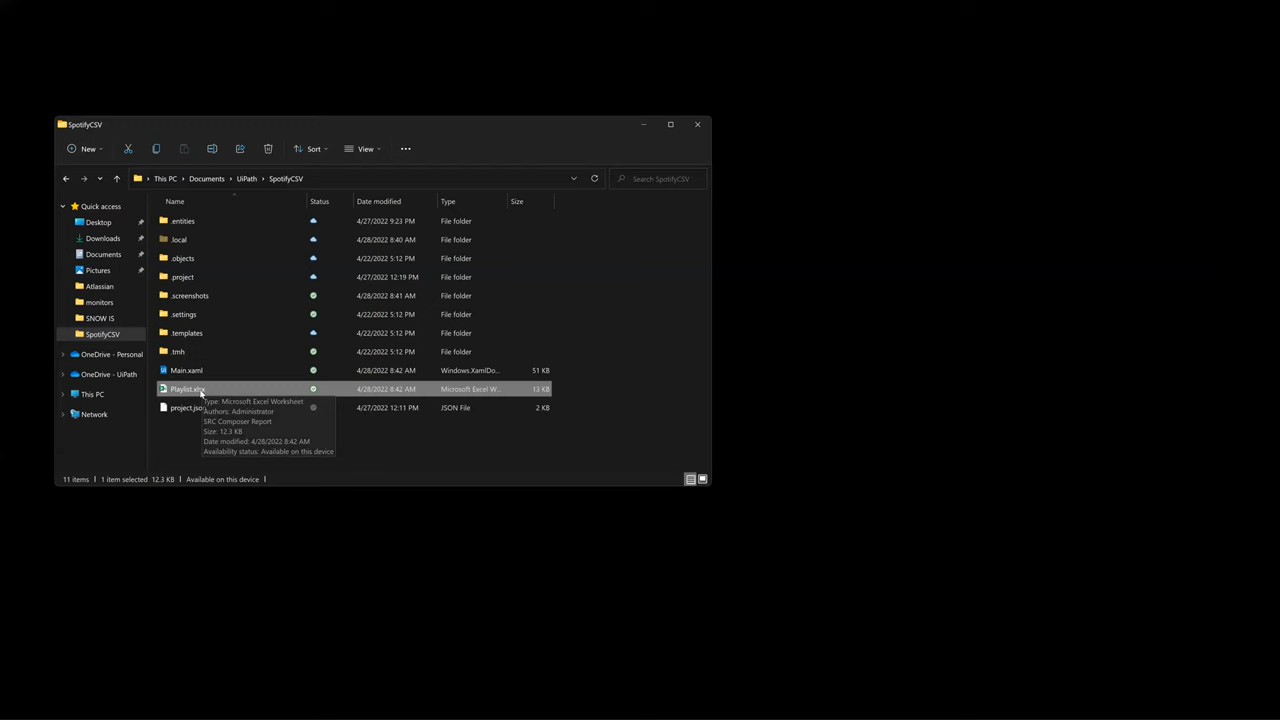 SpotifyCSV
New
Sort
View
This PC > Documents > UiPath > SpotifyCSV
Search SpotifyCSV
Name Status Date modified Type Size
Quick access
Desktop
Downloads
Documents
Pictures
Atlassian
monitors
SNOW IS
SpotifyCSV
OneDrive - Personal
OneDrive - UiPath
This PC
Network
.entities 4/27/2022 9:23 PM File folder
.local 4/28/2022 8:40 AM File folder
.objects 4/22/2022 5:12 PM File folder
.project 4/27/2022 12:19 PM File folder
.screenshots 4/28/2022 8:41 AM File folder
.settings 4/22/2022 5:12 PM File folder
.templates 4/22/2022 5:12 PM File folder
.tmh 4/22/2022 5:12 PM File folder
Main.xaml 4/28/2022 8:42 AM Windows.XamlDo... 51 KB
Playlist.xlsx 4/28/2022 8:42 AM Microsoft Excel W... 13 KB
project.json 4/27/2022 12:11 PM JSON File 2 KB
Type: Microsoft Excel Worksheet
Authors: Administrator
SRC Composer Report
Size: 12.3 KB
Date modified: 4/28/2022 8:42 AM
Availability status: Available on this device
11 items 1 item selected 12.3 KB Available on this device